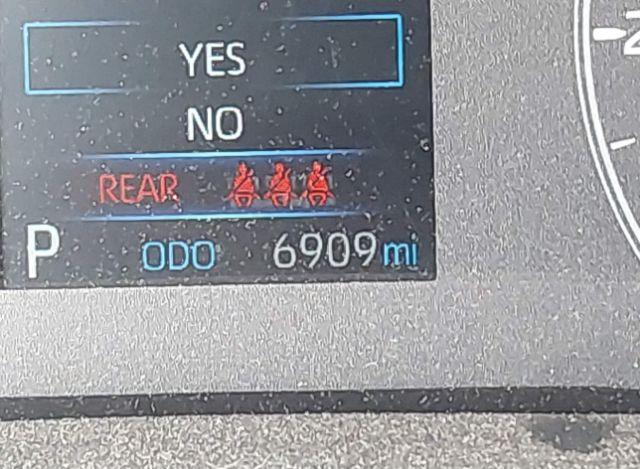 YES
NO
REAR
P ODO 6909 mi